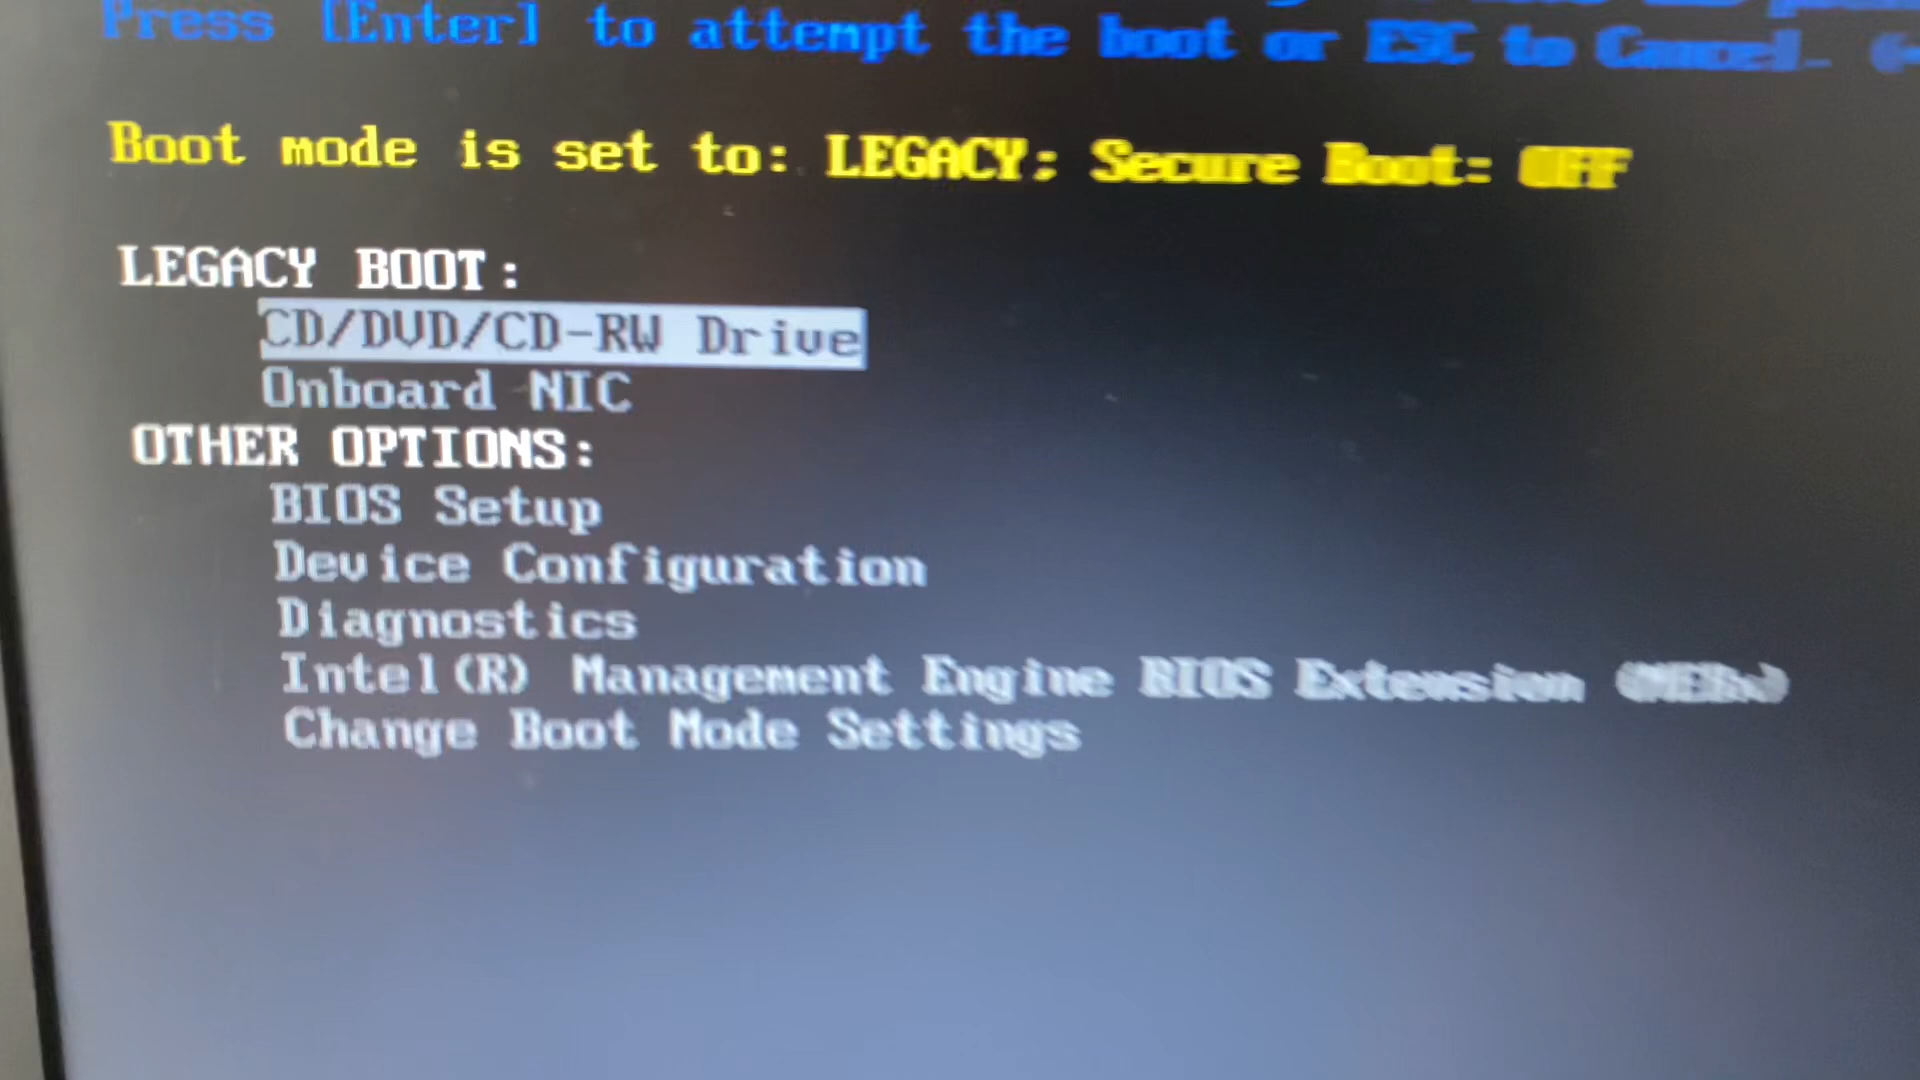 Press [Enter] to attempt the boot or ESC to Cancel.
Boot mode is set to: LEGACY; Secure Boot: OFF
LEGACY BOOT:
CD/DVD/CD-RW Drive
Onboard NIC
OTHER OPTIONS:
BIOS Setup
Device Configuration
Diagnostics
Intel(R) Management Engine BIOS Extension (MEBx)
Change Boot Mode Settings